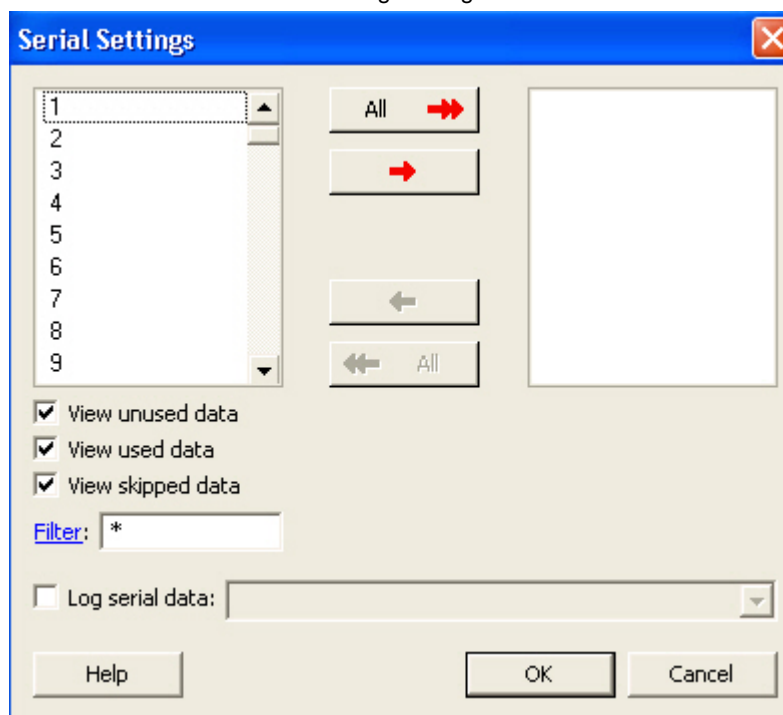 Serial Settings
1
2
3
4
5
6
7
8
9
All
All
View unused data
View used data
View skipped data
Filter: *
Log serial data:
Help
OK
Cancel